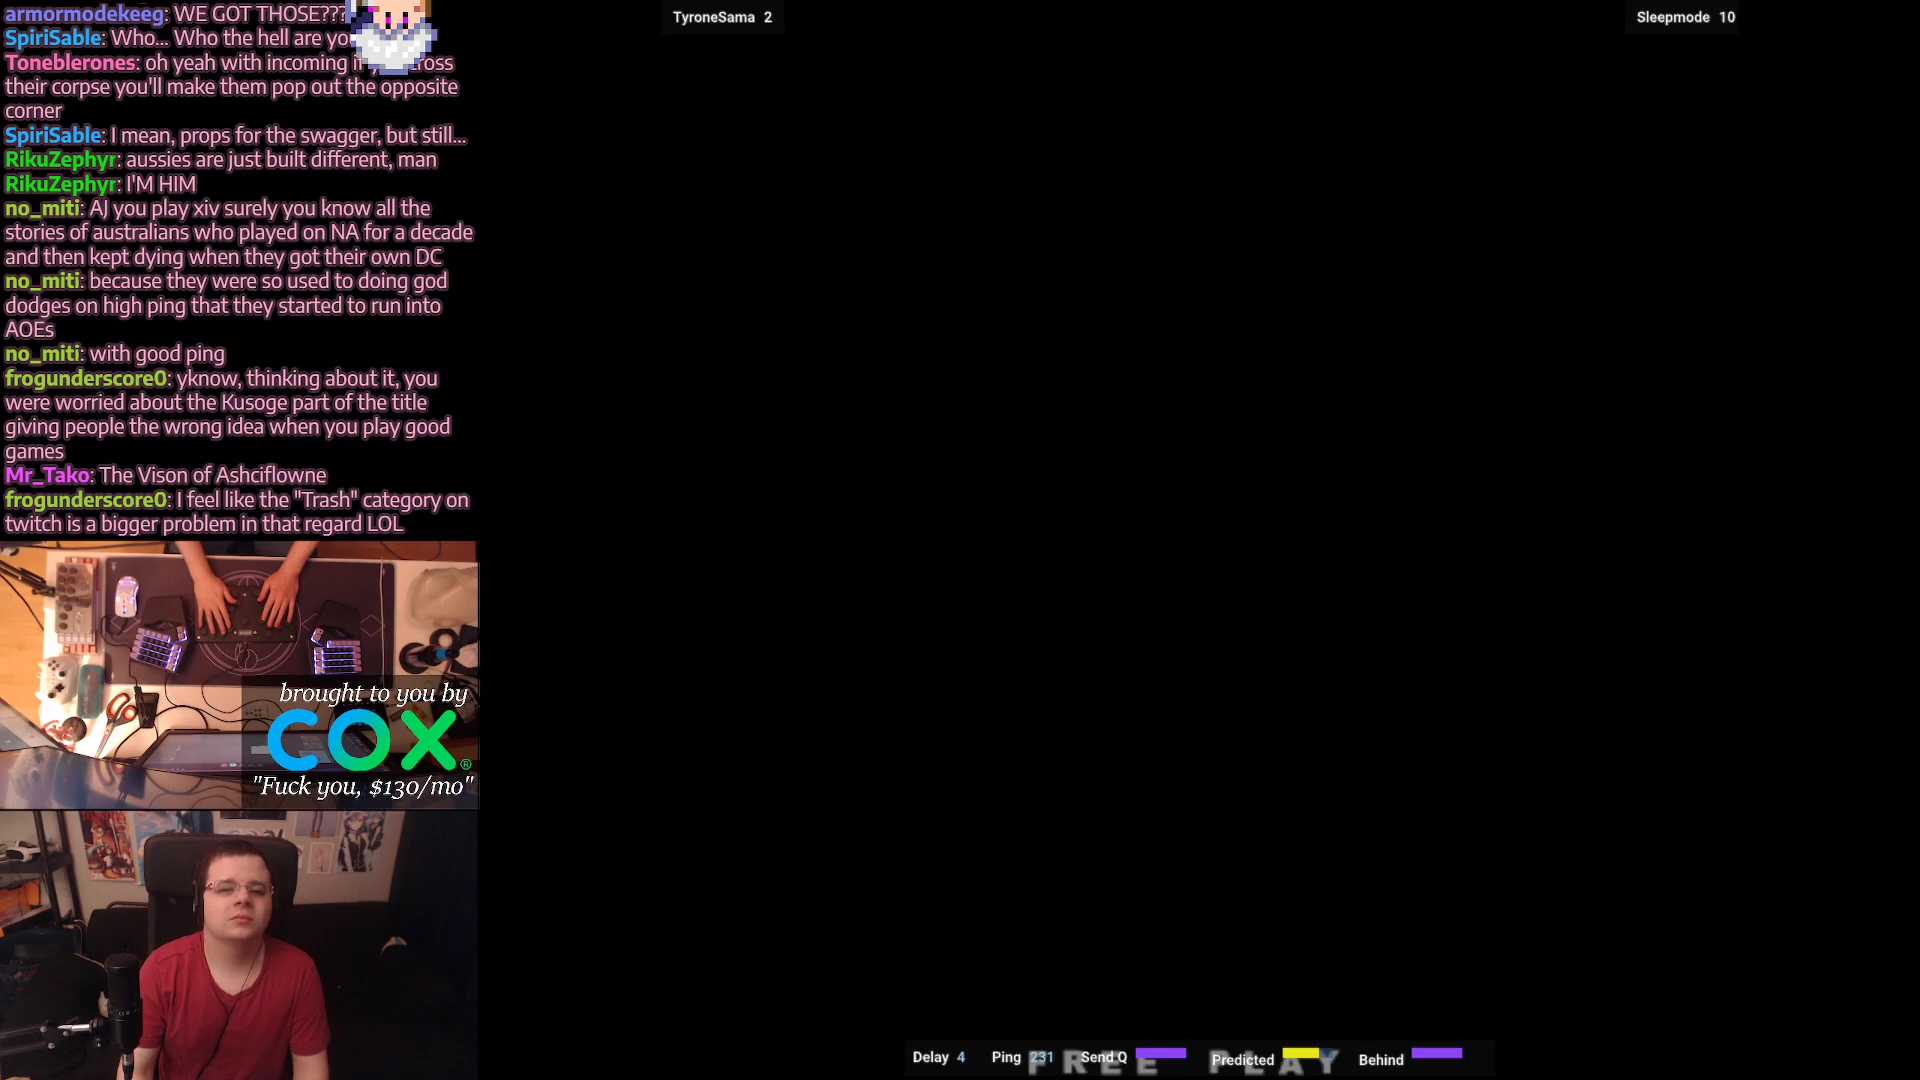 armormodekeeg: WE GOT THOSE???
SpiriSable: Who... Who the hell are
Toneblerones: oh yeah with incoming
their corpse you'll make them pop out the opposite
corner
SpiriSable: I mean, props for the swagger, but still...
RikuZephyr: aussies are just built different, man
RikuZephyr: I'M HIM
no_miti: AJ you play xiv surely you know all the
stories of australians who played on NA for a decade
and then kept dying when they got their own DC
no_miti: because they were so used to doing god
dodges on high ping that they started to run into
AOEs
no_miti: with good ping
frogunderscore0: yknow, thinking about it, you
were worried about the Kusoge part of the title
giving people the wrong idea when you play good
games
Mr_Tako: The Vison of Ashciflowne
frogunderscore0: I feel like the "Trash" category on
twitch is a bigger problem in that regard LOL
brought to you by
COX®
"Fuck you, $130/mo"
TyroneSama 2
Sleepmode 10
Delay 4 Ping 231 Send Q Predicted Behind
FREE PLAY